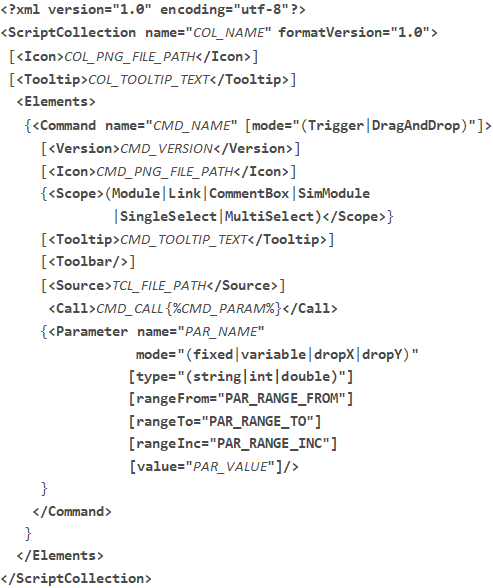 <?xml version="1.0" encoding="utf-8"?>
<ScriptCollection name="COL_NAME" formatVersion="1.0">
[<Icon>COL_PNG_FILE_PATH</Icon>]
[<Tooltip>COL_TOOLTIP_TEXT</Tooltip>]
<Elements>
{<Command name="CMD_NAME" [mode="(Trigger|DragAndDrop)"]>
[<Version>CMD_VERSION</Version>]
[<Icon>CMD_PNG_FILE_PATH</Icon>]
{<Scope>(Module|Link|CommentBox|SimModule
|SingleSelect|MultiSelect)</Scope>}
[<Tooltip>CMD_TOOLTIP_TEXT</Tooltip>]
[<Toolbar/>]
[<Source>TCL_FILE_PATH</Source>]
<Call>CMD_CALL{%CMD_PARAM%}</Call>
{<Parameter name="PAR_NAME"
mode="(fixed|variable|dropX|dropY)"
[type="(string|int|double)"]
[rangeFrom="PAR_RANGE_FROM"]
[rangeTo="PAR_RANGE_TO"]
[rangeInc="PAR_RANGE_INC"]
[value="PAR_VALUE"]/>
}
</Command>
}
</Elements>
</ScriptCollection>